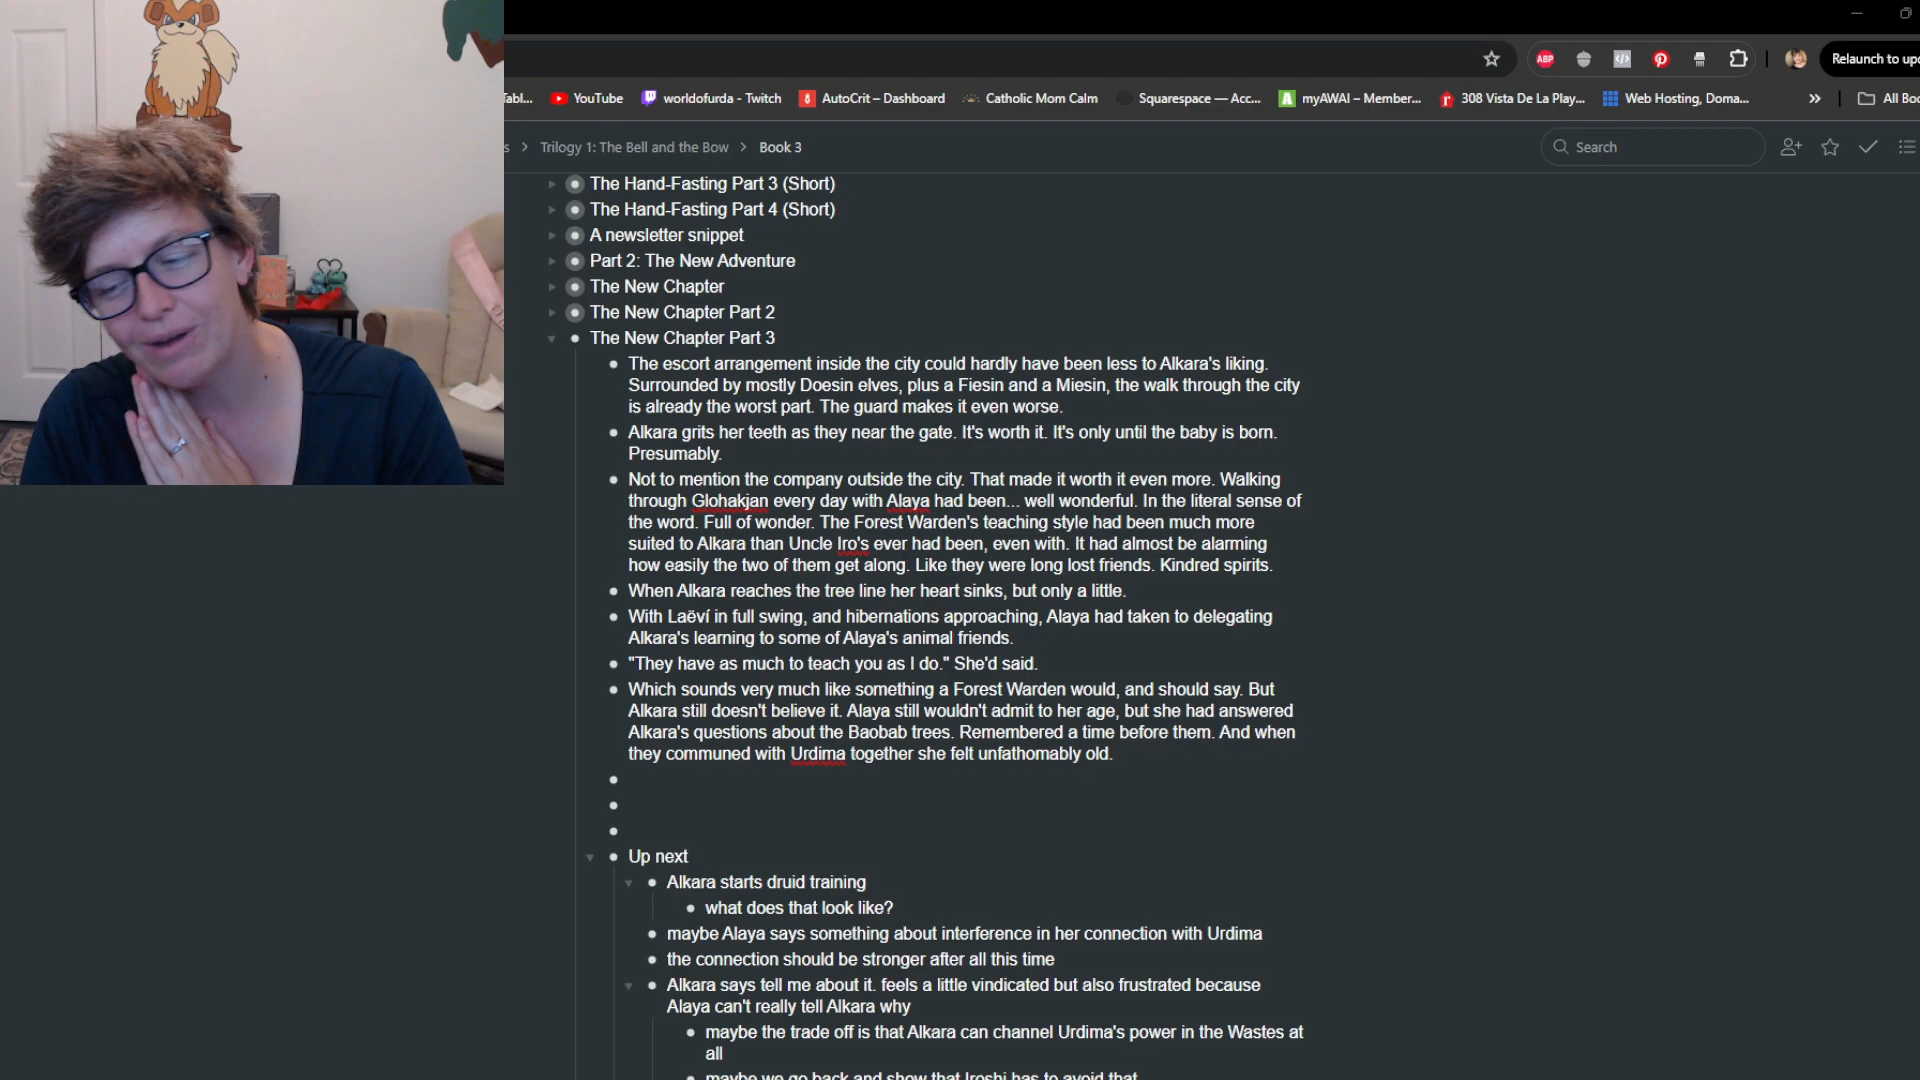 Relaunch to upd
Tabl...
YouTube
worldofurda - Twitch
AutoCrit – Dashboard
Catholic Mom Calm
Squarespace — Acc...
myAWAI – Member...
308 Vista De La Play...
Web Hosting, Doma...
»
All Boo
ABP
s > Trilogy 1: The Bell and the Bow > Book 3
Search
The Hand-Fasting Part 3 (Short)
The Hand-Fasting Part 4 (Short)
A newsletter snippet
Part 2: The New Adventure
The New Chapter
The New Chapter Part 2
The New Chapter Part 3
The escort arrangement inside the city could hardly have been less to Alkara's liking.
Surrounded by mostly Doesin elves, plus a Fiesin and a Miesin, the walk through the city
is already the worst part. The guard makes it even worse.
Alkara grits her teeth as they near the gate. It's worth it. It's only until the baby is born.
Presumably.
Not to mention the company outside the city. That made it worth it even more. Walking
through Glohakjan every day with Alaya had been... well wonderful. In the literal sense of
the word. Full of wonder. The Forest Warden's teaching style had been much more
suited to Alkara than Uncle Iro's ever had been, even with. It had almost be alarming
how easily the two of them get along. Like they were long lost friends. Kindred spirits.
When Alkara reaches the tree line her heart sinks, but only a little.
With Laëví in full swing, and hibernations approaching, Alaya had taken to delegating
Alkara's learning to some of Alaya's animal friends.
"They have as much to teach you as I do." She'd said.
Which sounds very much like something a Forest Warden would, and should say. But
Alkara still doesn't believe it. Alaya still wouldn't admit to her age, but she had answered
Alkara's questions about the Baobab trees. Remembered a time before them. And when
they communed with Urdima together she felt unfathomably old.
Up next
Alkara starts druid training
what does that look like?
maybe Alaya says something about interference in her connection with Urdima
the connection should be stronger after all this time
Alkara says tell me about it. feels a little vindicated but also frustrated because
Alaya can't really tell Alkara why
maybe the trade off is that Alkara can channel Urdima's power in the Wastes at
all
maybe we go back and show that Iroshi has to avoid that